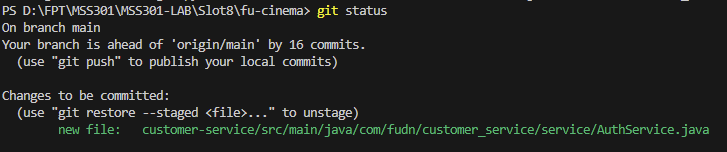 PS D:\FPT\MSS301\MSS301-LAB\Slot8\fu-cinema> git status
On branch main
Your branch is ahead of 'origin/main' by 16 commits.
  (use "git push" to publish your local commits)

Changes to be committed:
  (use "git restore --staged <file>..." to unstage)
        new file:   customer-service/src/main/java/com/fudn/customer_service/service/AuthService.java